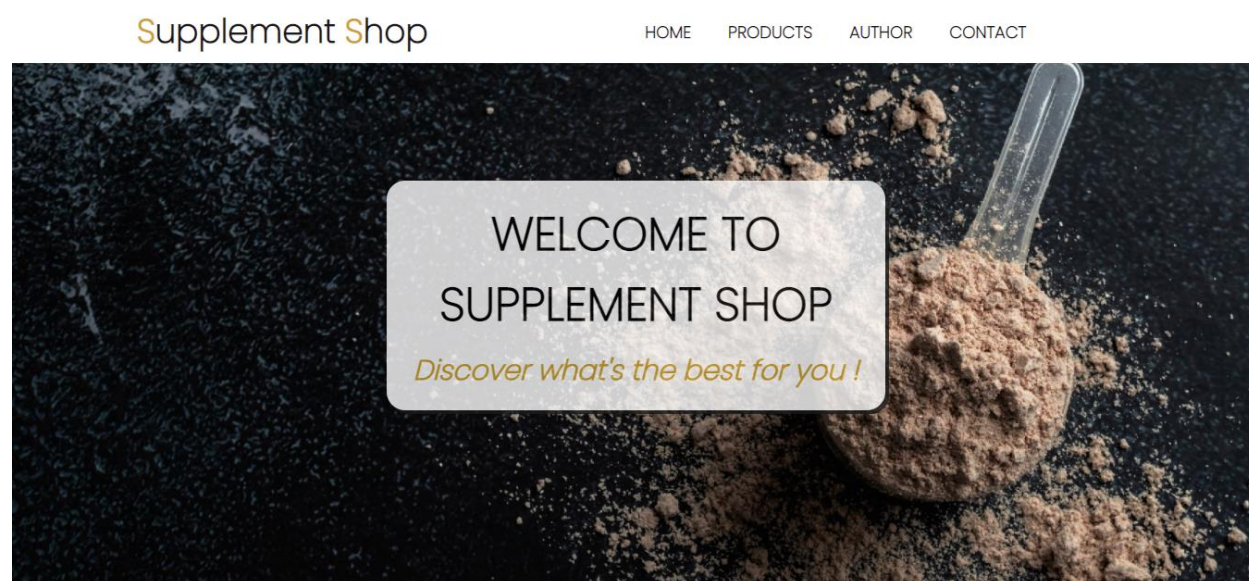 Supplement Shop
HOME PRODUCTS AUTHOR CONTACT
WELCOME TO
SUPPLEMENT SHOP
Discover what's the best for you !